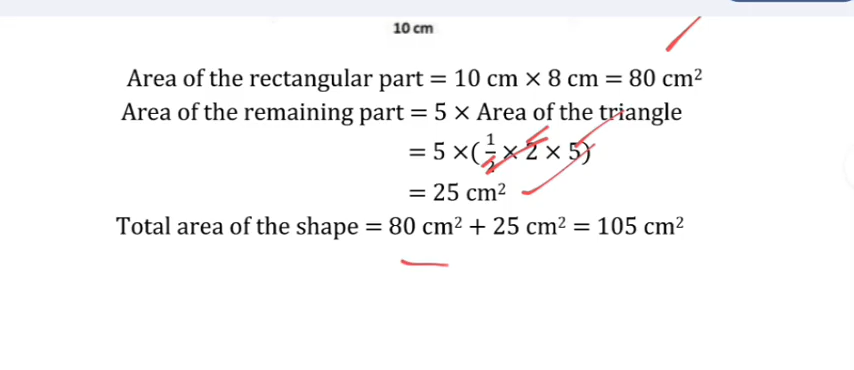 10 cm
Area of the rectangular part = 10 cm × 8 cm = 80 cm²
Area of the remaining part = 5 × Area of the triangle
= 5 ×(½ × 2 × 5)
= 25 cm²
Total area of the shape = 80 cm² + 25 cm² = 105 cm²